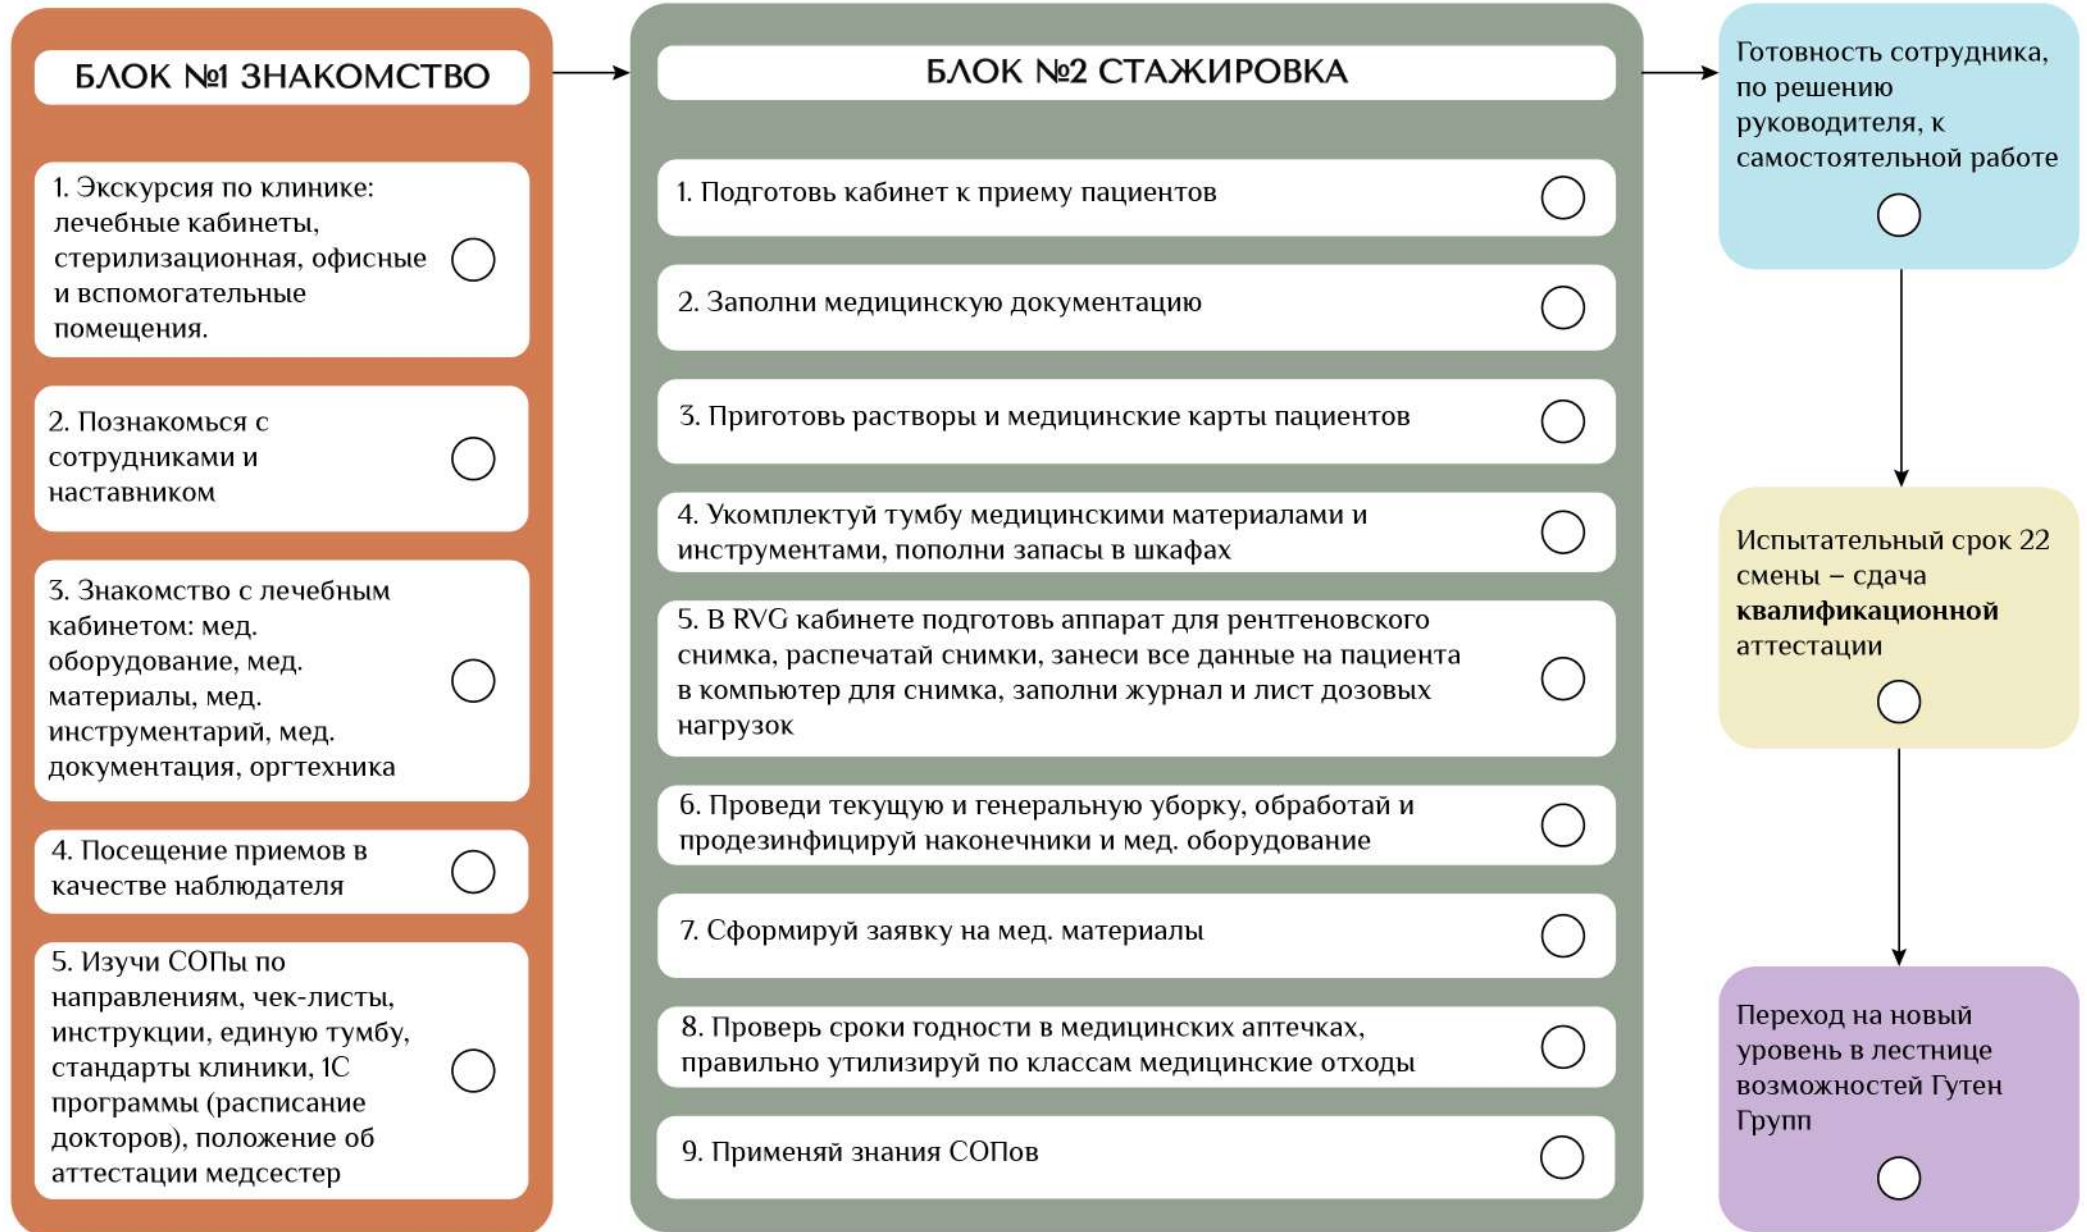 БЛОК №1 ЗНАКОМСТВО
1. Экскурсия по клинике:
лечебные кабинеты,
стерилизационная, офисные
и вспомогательные
помещения.
2. Познакомься с
сотрудниками и
наставником
3. Знакомство с лечебным
кабинетом: мед.
оборудование, мед.
материалы, мед.
инструментарий, мед.
документация, оргтехника
4. Посещение приемов в
качестве наблюдателя
5. Изучи СОПы по
направлениям, чек-листы,
инструкции, единую тумбу,
стандарты клиники, 1С
программы (расписание
докторов), положение об
аттестации медсестер
БЛОК №2 СТАЖИРОВКА
1. Подготовь кабинет к приему пациентов
2. Заполни медицинскую документацию
3. Приготовь растворы и медицинские карты пациентов
4. Укомплектуй тумбу медицинскими материалами и
инструментами, пополни запасы в шкафах
5. В RVG кабинете подготовь аппарат для рентгеновского
снимка, распечатай снимки, занеси все данные на пациента
в компьютер для снимка, заполни журнал и лист дозовых
нагрузок
6. Проведи текущую и генеральную уборку, обработай и
продезинфицируй наконечники и мед. оборудование
7. Сформируй заявку на мед. материалы
8. Проверь сроки годности в медицинских аптечках,
правильно утилизируй по классам медицинские отходы
9. Применяй знания СОПов
Готовность сотрудника,
по решению
руководителя, к
самостоятельной работе
Испытательный срок 22
смены – сдача
квалификационной
аттестации
Переход на новый
уровень в лестнице
возможностей Гутен
Групп